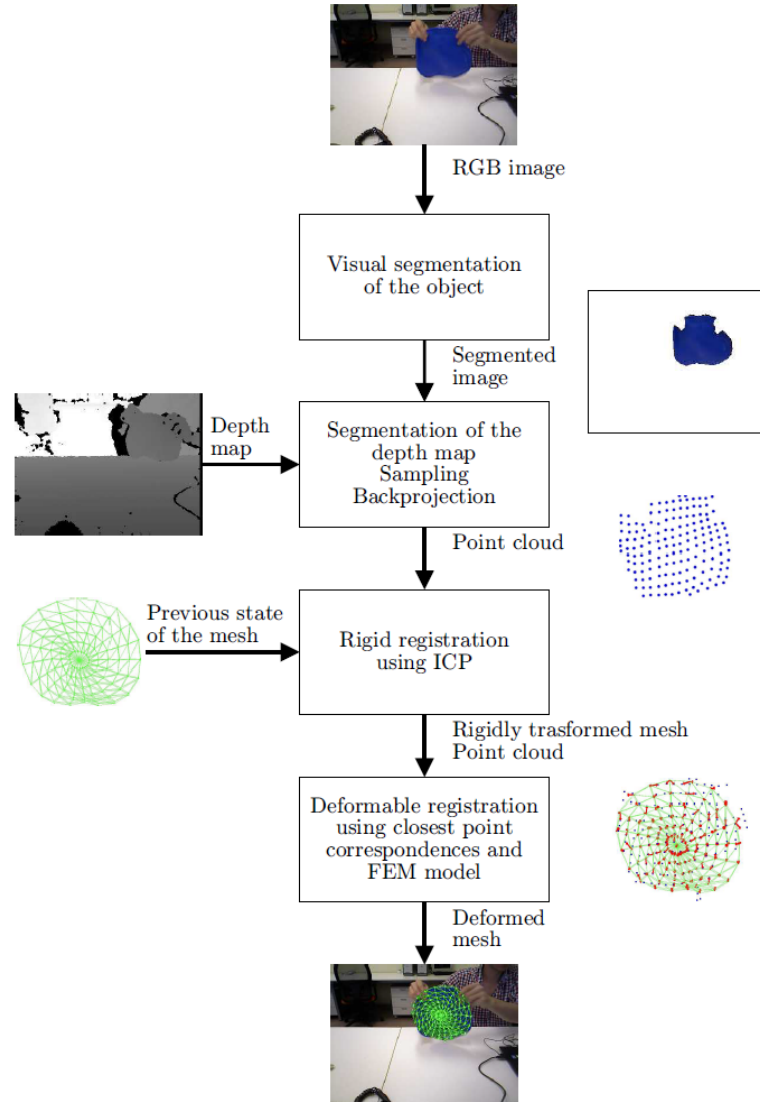 RGB image
Visual segmentation
of the object
Segmented
image
Depth
map
Segmentation of the
depth map
Sampling
Backprojection
Point cloud
Previous state
of the mesh
Rigid registration
using ICP
Rigidly trasformed mesh
Point cloud
Deformable registration
using closest point
correspondences and
FEM model
Deformed
mesh